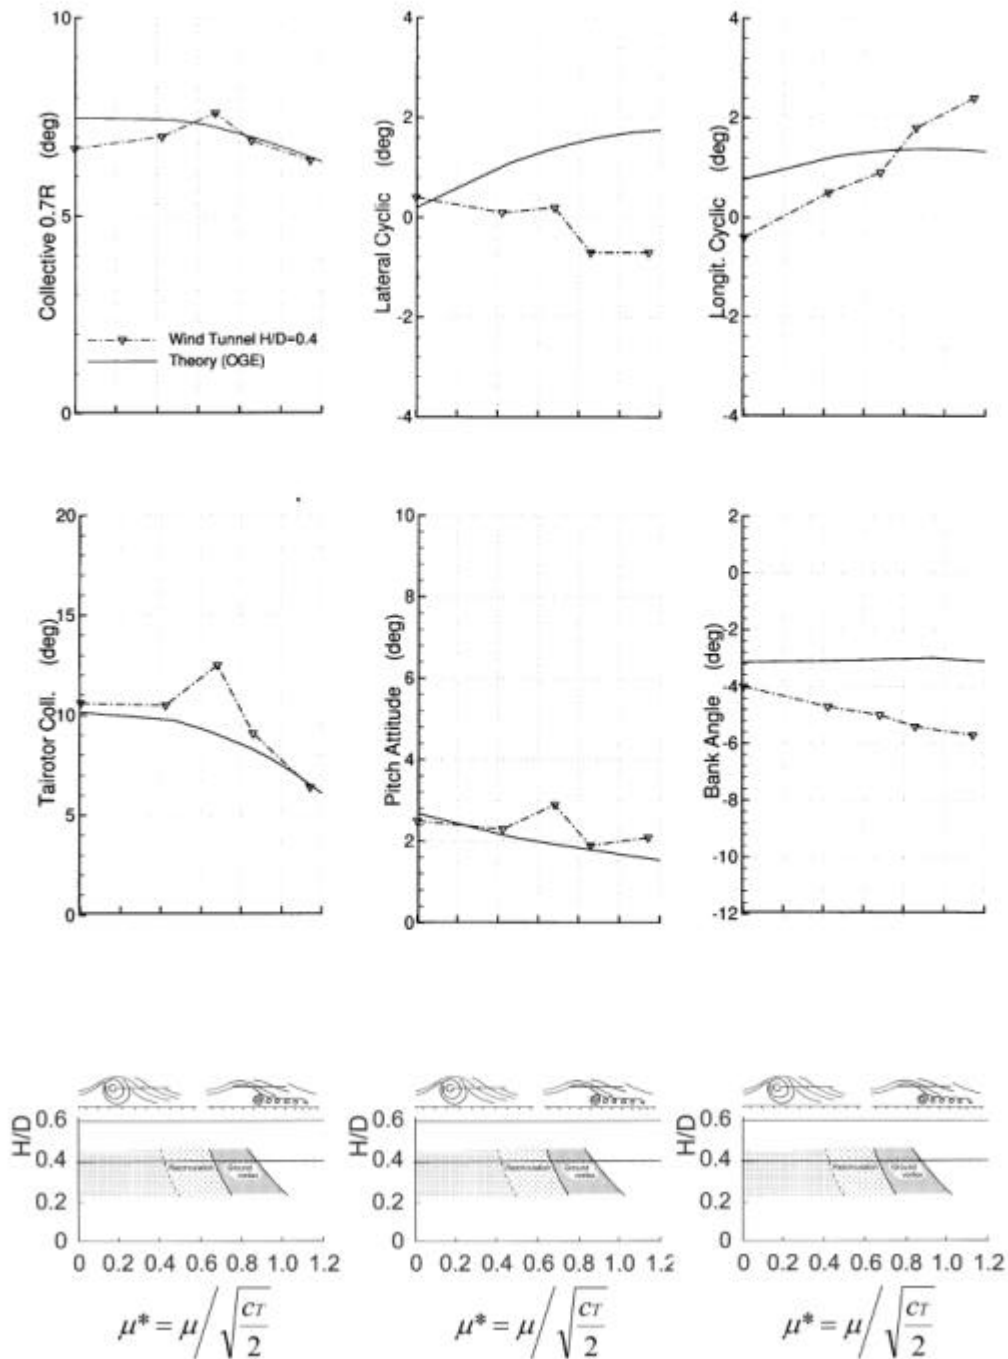 10
5
0
Collective 0.7R (deg)
Wind Tunnel H/D=0.4
Theory (OGE)
4
2
0
-2
-4
Lateral Cyclic (deg)
4
2
0
-2
-4
Longit. Cyclic (deg)
20
15
10
5
0
Tairotor Coll. (deg)
10
8
6
4
2
0
Pitch Attitude (deg)
2
0
-2
-4
-6
-8
-10
-12
Bank Angle (deg)
H/D
0.6
0.4
0.2
0
Recirculation
Ground vortex
0 0.2 0.4 0.6 0.8 1.0 1.2
μ* = μ/√(cT/2)
H/D
0.6
0.4
0.2
0
Recirculation
Ground vortex
0 0.2 0.4 0.6 0.8 1.0 1.2
μ* = μ/√(cT/2)
H/D
0.6
0.4
0.2
0
Recirculation
Ground vortex
0 0.2 0.4 0.6 0.8 1.0 1.2
μ* = μ/√(cT/2)